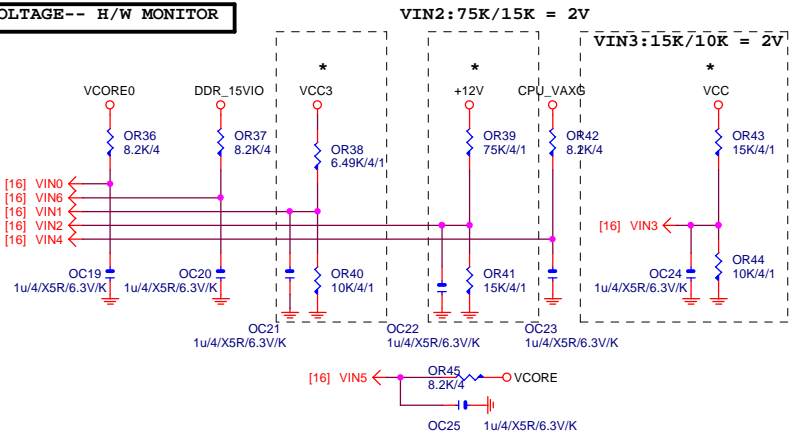 OLTAGE-- H/W MONITOR
VIN2:75K/15K = 2V
VIN3:15K/10K = 2V
* * *
VCORE0 DDR_15VIO VCC3 +12V CPU_VAXG VCC
OR36
8.2K/4
OR37
8.2K/4
OR38
6.49K/4/1
OR39
75K/4/1
OR42
8.2K/4
OR43
15K/4/1
[16] VIN0
[16] VIN6
[16] VIN1
[16] VIN2
[16] VIN4
[16] VIN3
OC19
1u/4/X5R/6.3V/K
OC20
1u/4/X5R/6.3V/K
OR40
10K/4/1
OR41
15K/4/1
OC24
1u/4/X5R/6.3V/K
OR44
10K/4/1
OC21
1u/4/X5R/6.3V/K
OC22
1u/4/X5R/6.3V/K
OC23
1u/4/X5R/6.3V/K
[16] VIN5
OR45
8.2K/4
VCORE
OC25 1u/4/X5R/6.3V/K